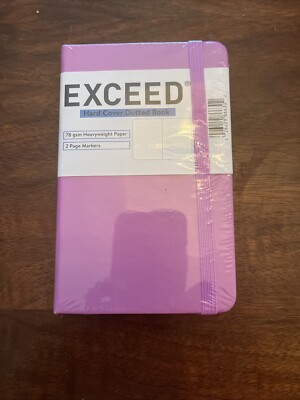 EXCEED®
Hard Cover Dotted Book
78 gsm Heavyweight Paper
2 Page Markers